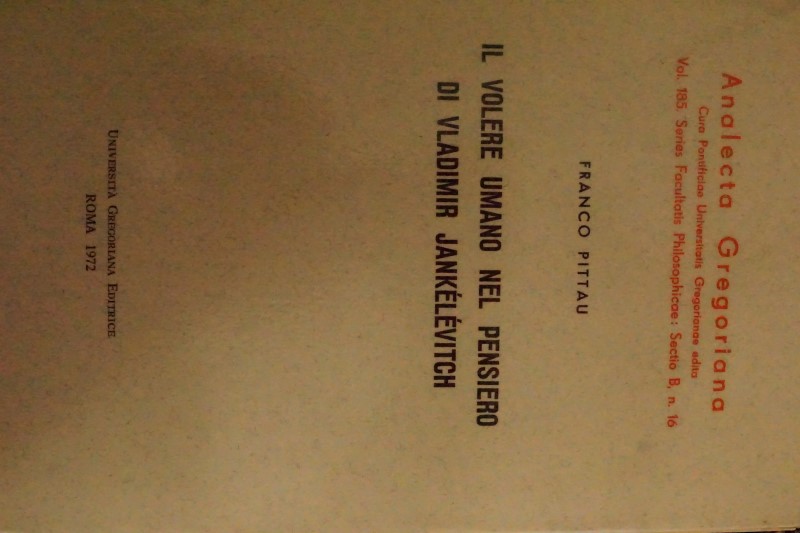 Analecta Gregoriana
Cura Pontificiae Universitatis Gregorianae edita
Vol. 185. Series Facultatis Philosophicae: Sectio B, n. 16
FRANCO PITTAU
IL VOLERE UMANO NEL PENSIERO
DI VLADIMIR JANKÉLÉVITCH
UNIVERSITÀ GREGORIANA EDITRICE
ROMA 1972